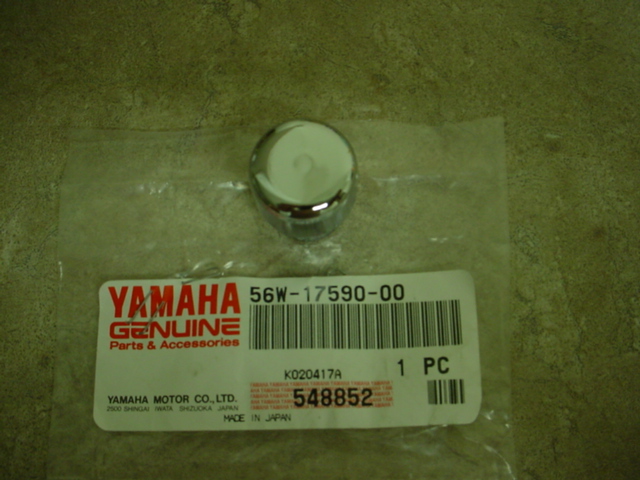 YAMAHA
GENUINE
Parts & Accessories
56W-17590-00
K020417A
1 PC
YAMAHA MOTOR CO., LTD.
2500 SHINGAI IWATA SHIZUOKA JAPAN
548852
MADE IN JAPAN